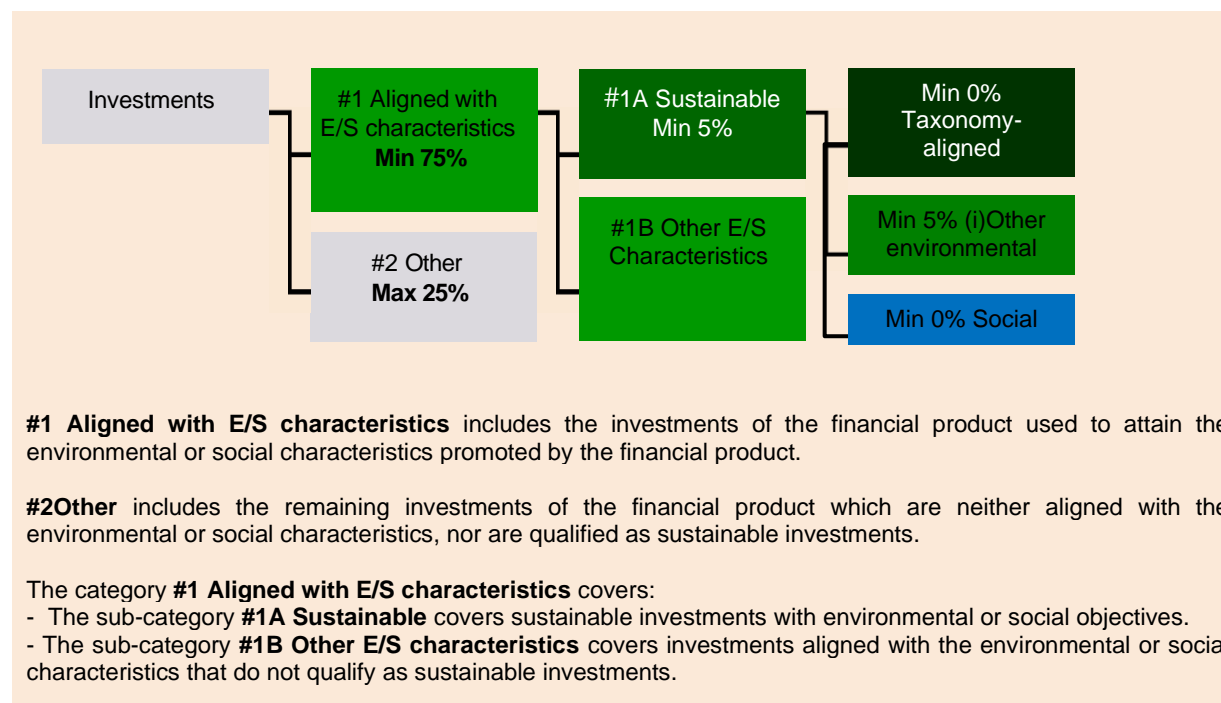 Investments
#1 Aligned with
E/S characteristics
Min 75%
#2 Other
Max 25%
#1A Sustainable
Min 5%
#1B Other E/S
Characteristics
Min 0%
Taxonomy-
aligned
Min 5% (i)Other
environmental
Min 0% Social
#1 Aligned with E/S characteristics includes the investments of the financial product used to attain the
environmental or social characteristics promoted by the financial product.
#2Other includes the remaining investments of the financial product which are neither aligned with the
environmental or social characteristics, nor are qualified as sustainable investments.
The category #1 Aligned with E/S characteristics covers:
- The sub-category #1A Sustainable covers sustainable investments with environmental or social objectives.
- The sub-category #1B Other E/S characteristics covers investments aligned with the environmental or social
characteristics that do not qualify as sustainable investments.